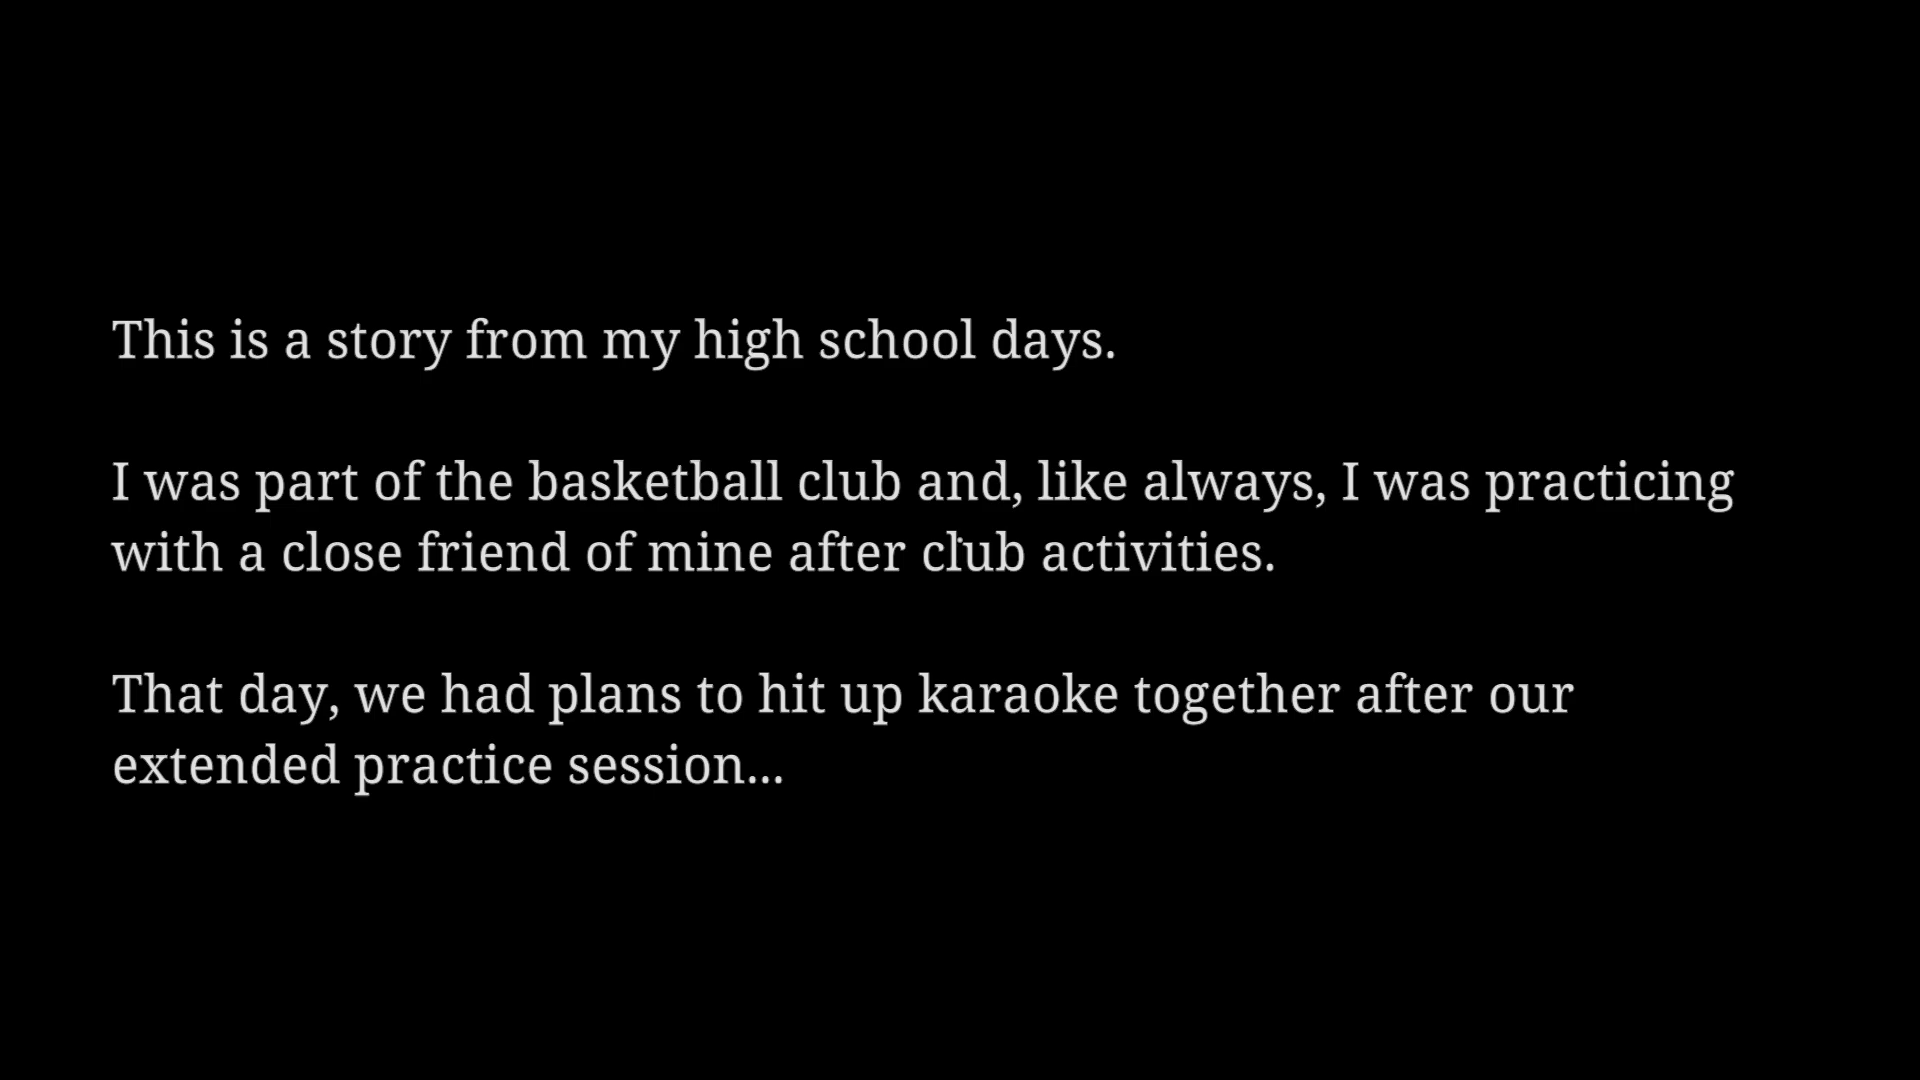 This is a story from my high school days.
I was part of the basketball club and, like always, I was practicing
with a close friend of mine after club activities.
That day, we had plans to hit up karaoke together after our
extended practice session...